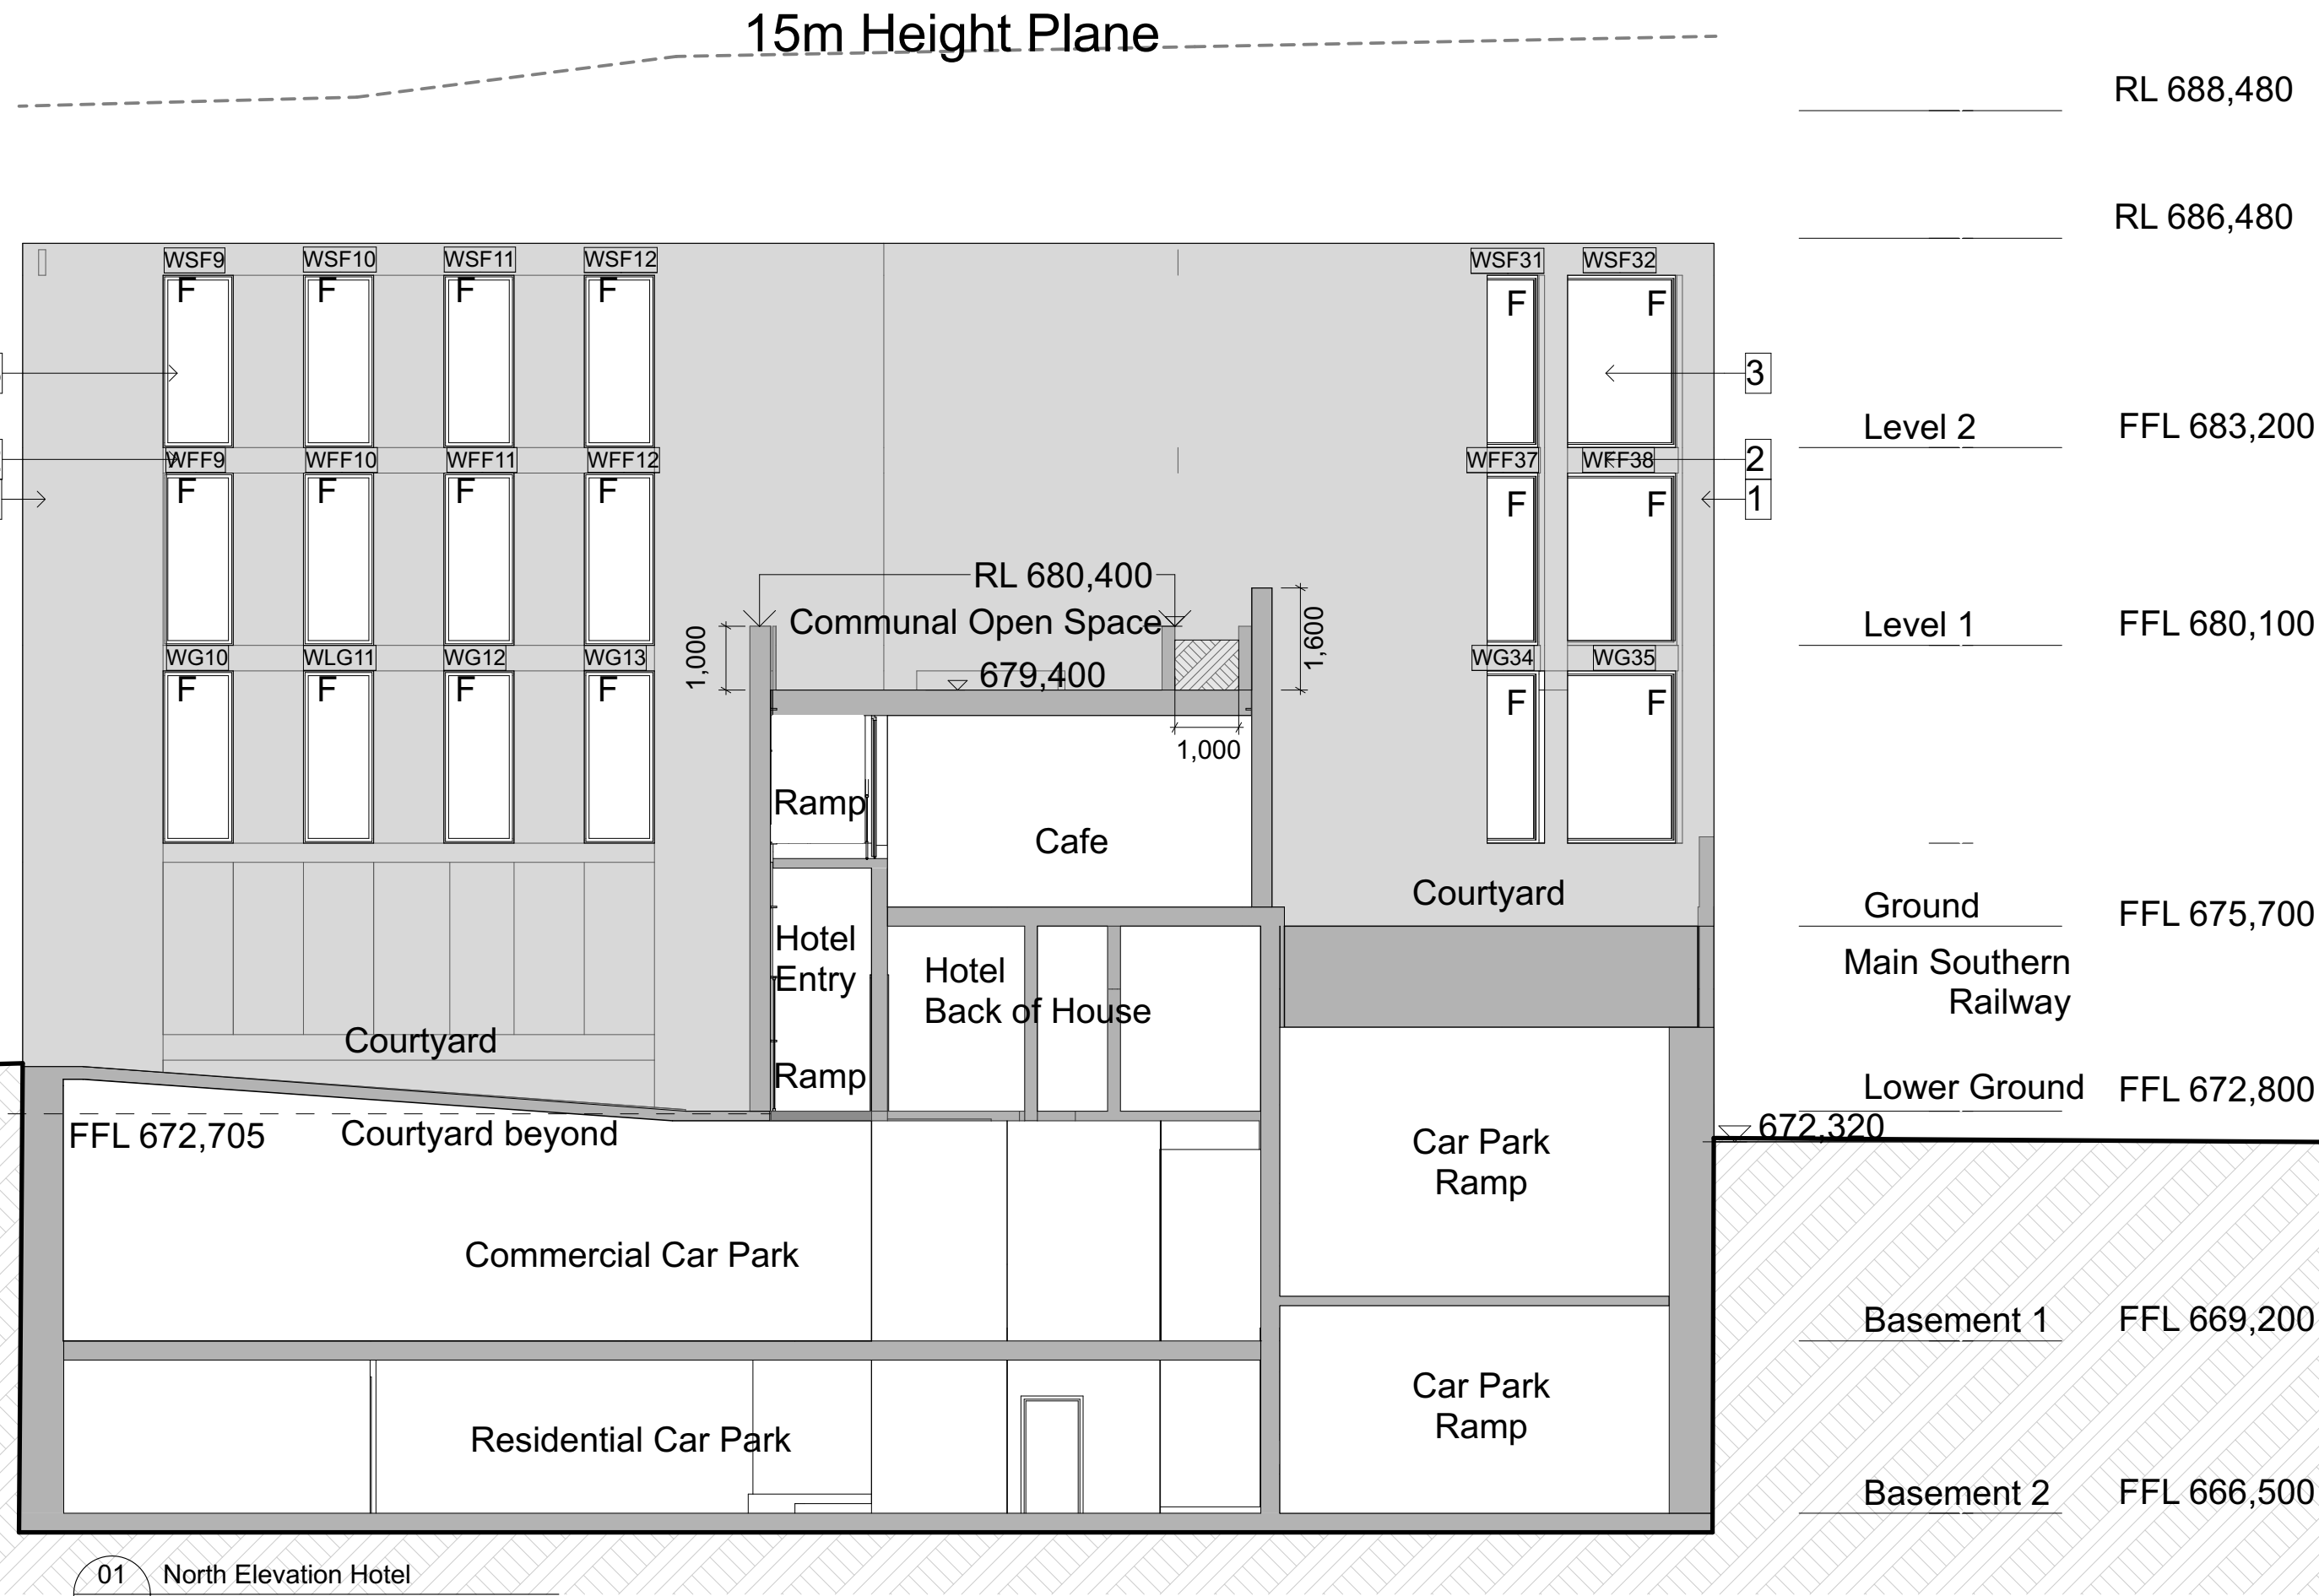 15m Height Plane
RL 688,480
RL 686,480
WSF9 WSF10 WSF11 WSF12 WSF31 WSF32
F F F F F F
3
Level 2 FFL 683,200
WFF9 WFF10 WFF11 WFF12 WFF37 WFF38 2
F F F F F F 1
RL 680,400
Communal Open Space
1,000 1,600
Level 1 FFL 680,100
WG10 WLG11 WG12 WG13 679,400 WG34 WG35
F F F F F F
1,000
Ramp
Cafe
Courtyard
Ground FFL 675,700
Hotel
Entry
Hotel
Back of House
Main Southern
Railway
Courtyard
Ramp
Lower Ground FFL 672,800
FFL 672,705 Courtyard beyond 672,320
Car Park
Ramp
Commercial Car Park
Basement 1 FFL 669,200
Car Park
Ramp
Residential Car Park
Basement 2 FFL 666,500
01 North Elevation Hotel